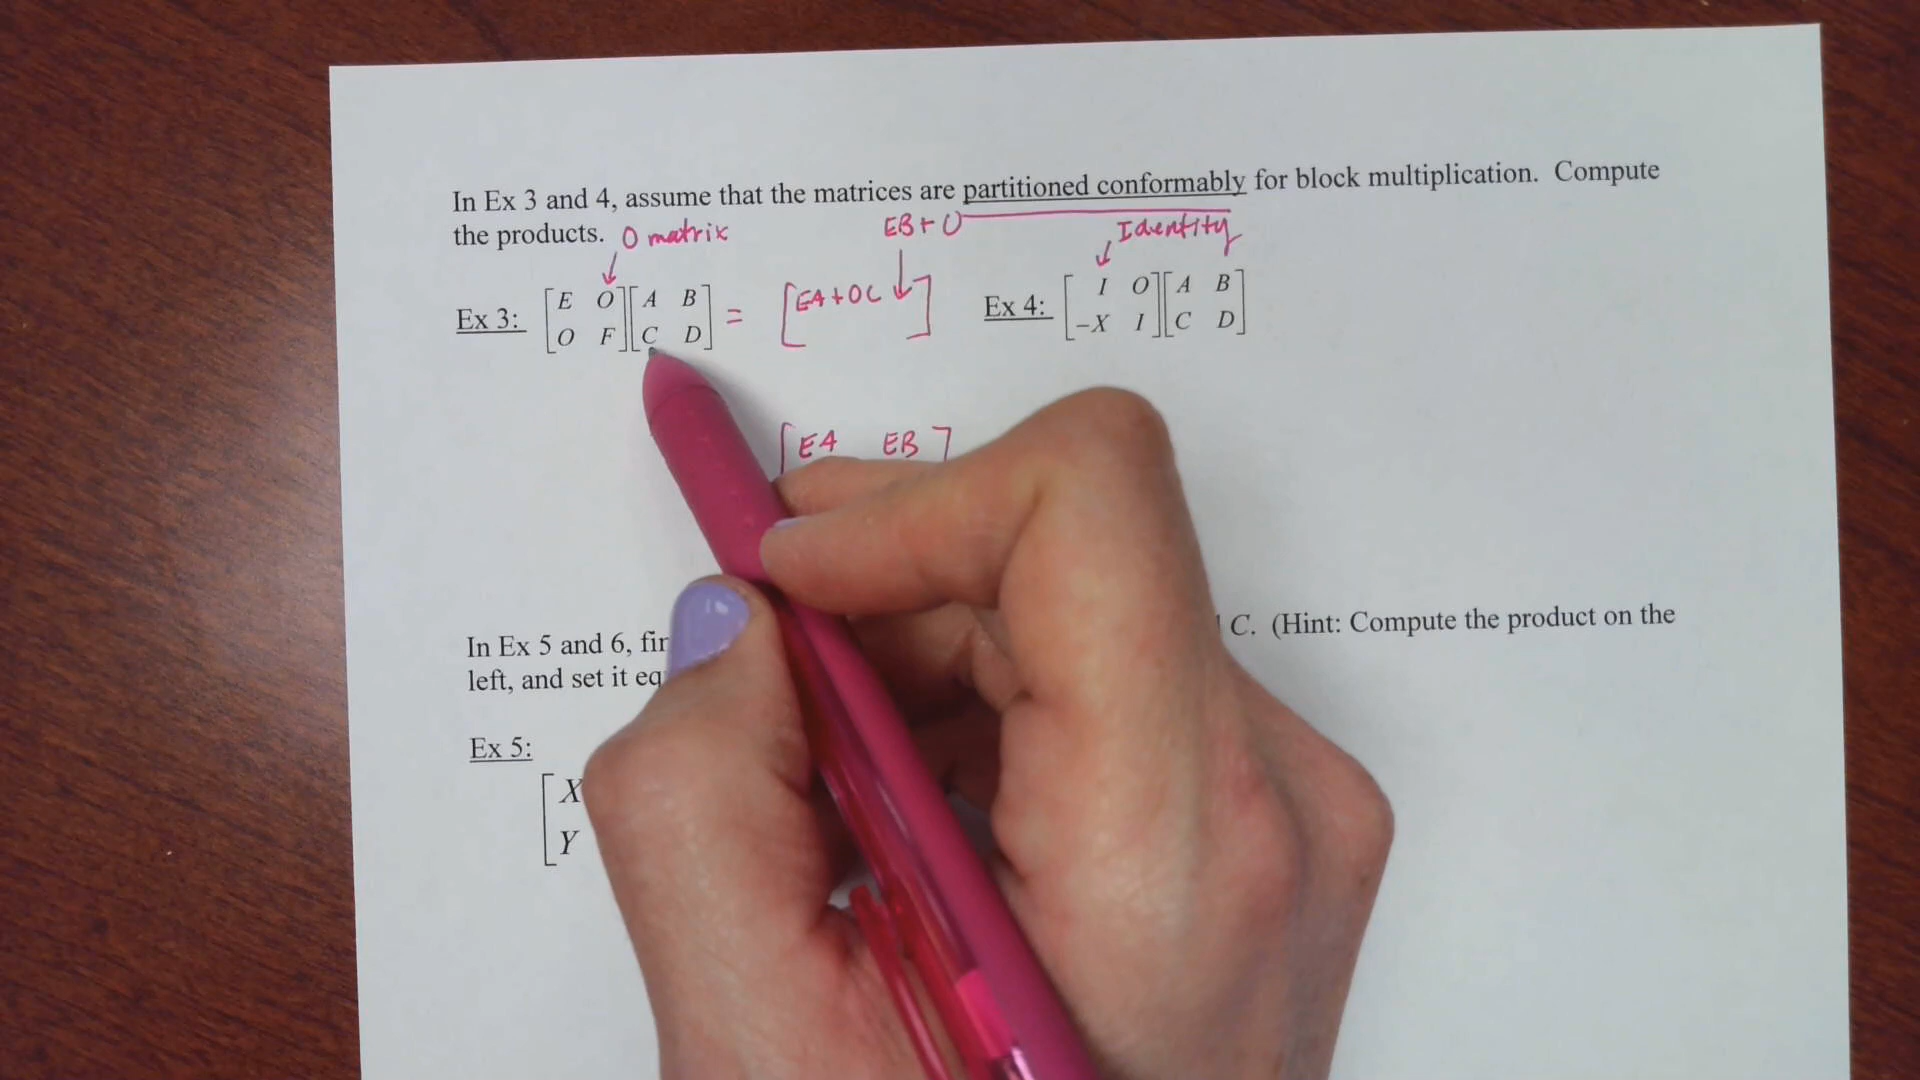 In Ex 3 and 4, assume that the matrices are partitioned conformably for block multiplication. Compute
the products. O matrix EB+O Identity
Ex 3: [E O [A B = [EA+OC ] Ex 4: [I O [A B
O F] C D] -X I] C D]
[EA EB]
In Ex 5 and 6, C. (Hint: Compute the product on the
left, and set it
Ex 5:
[X
Y